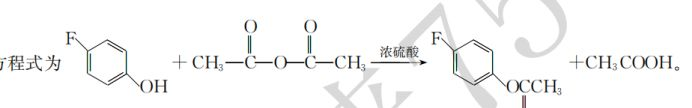 方程式为 F OH + CH₃—C(O)—O—C(O)—CH₃ 浓硫酸 → F OCCH₃ + CH₃COOH。